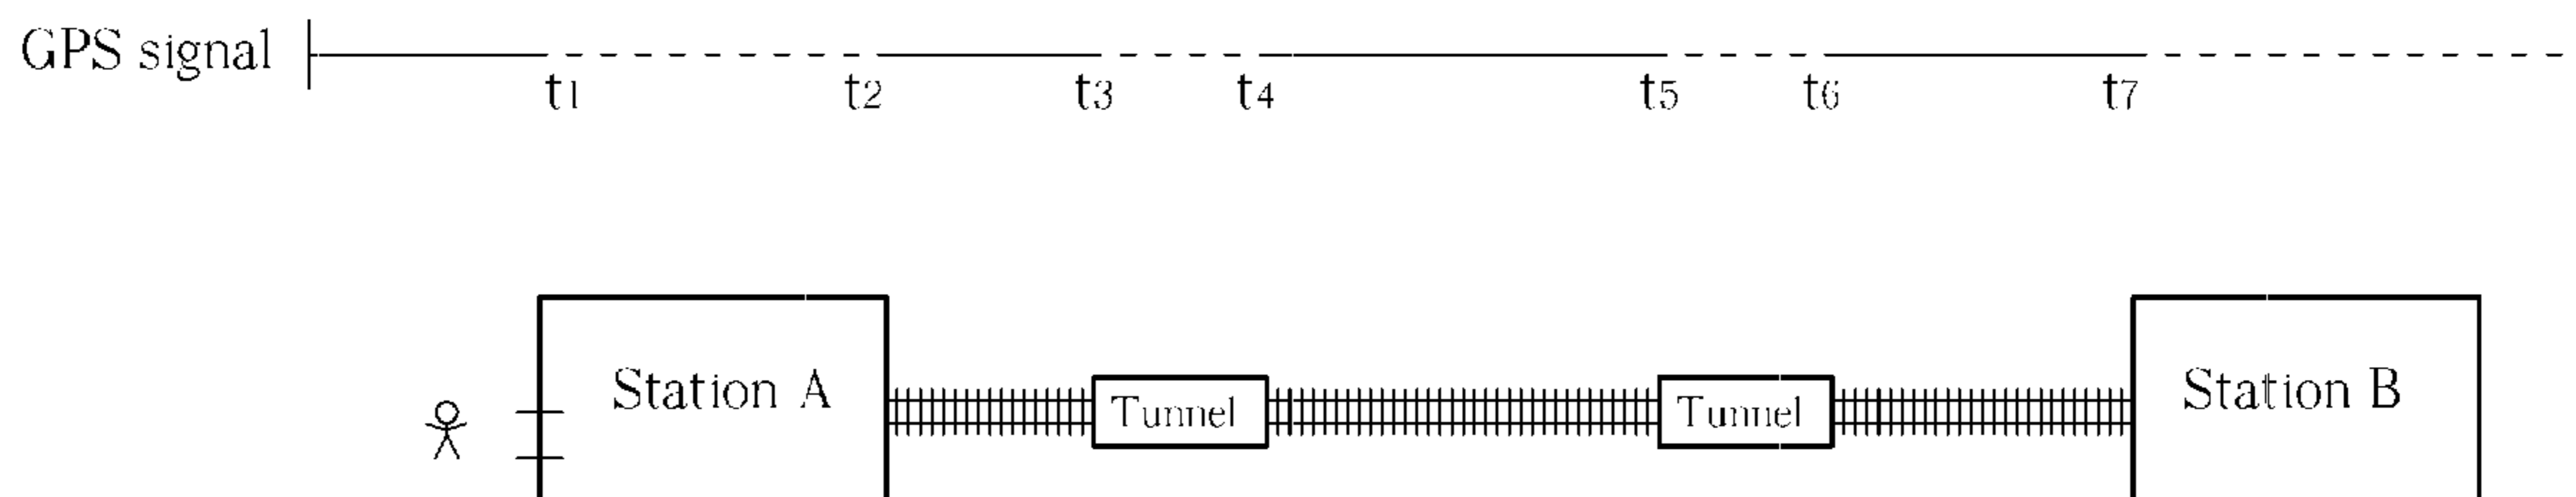 GPS signal
t1 t2 t3 t4 t5 t6 t7
Station A Tunnel Tunnel Station B